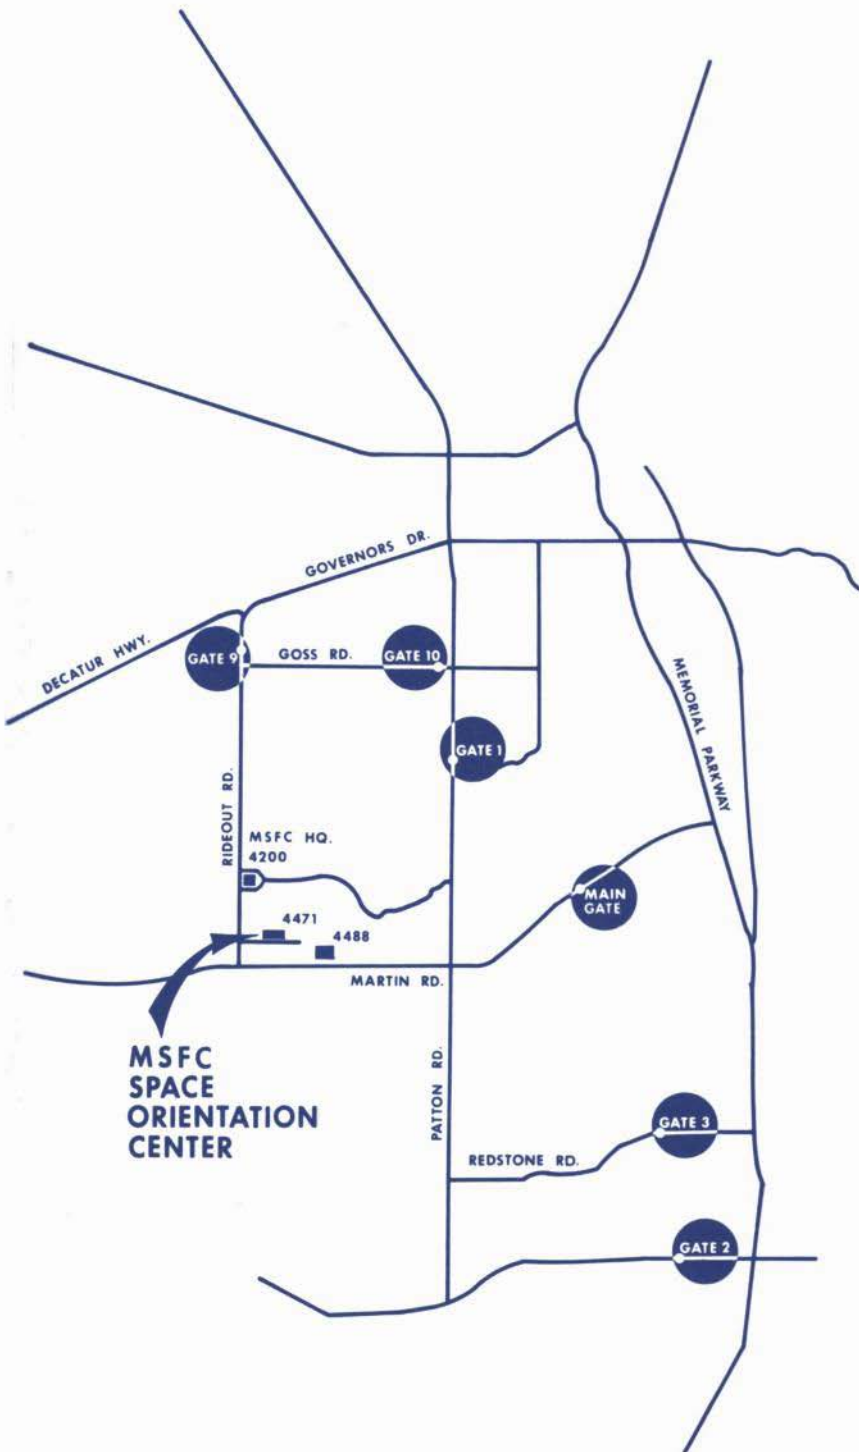 GOVERNORS DR.
DECATUR HWY.
GATE 9
GOSS RD.
GATE 10
MEMORIAL PARKWAY
GATE 1
RIDEOUT RD.
MSFC HQ.
4200
MAIN
GATE
4471
4488
MARTIN RD.
MSFC
SPACE
ORIENTATION
CENTER
PATTON RD.
GATE 3
REDSTONE RD.
GATE 2